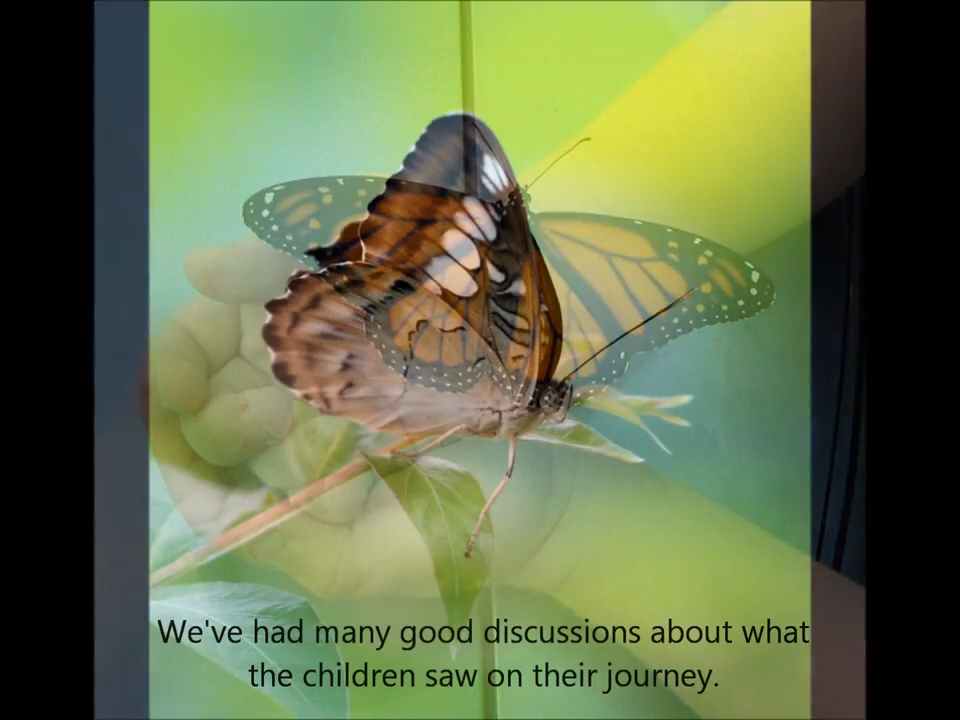 We've had many good discussions about what
the children saw on their journey.